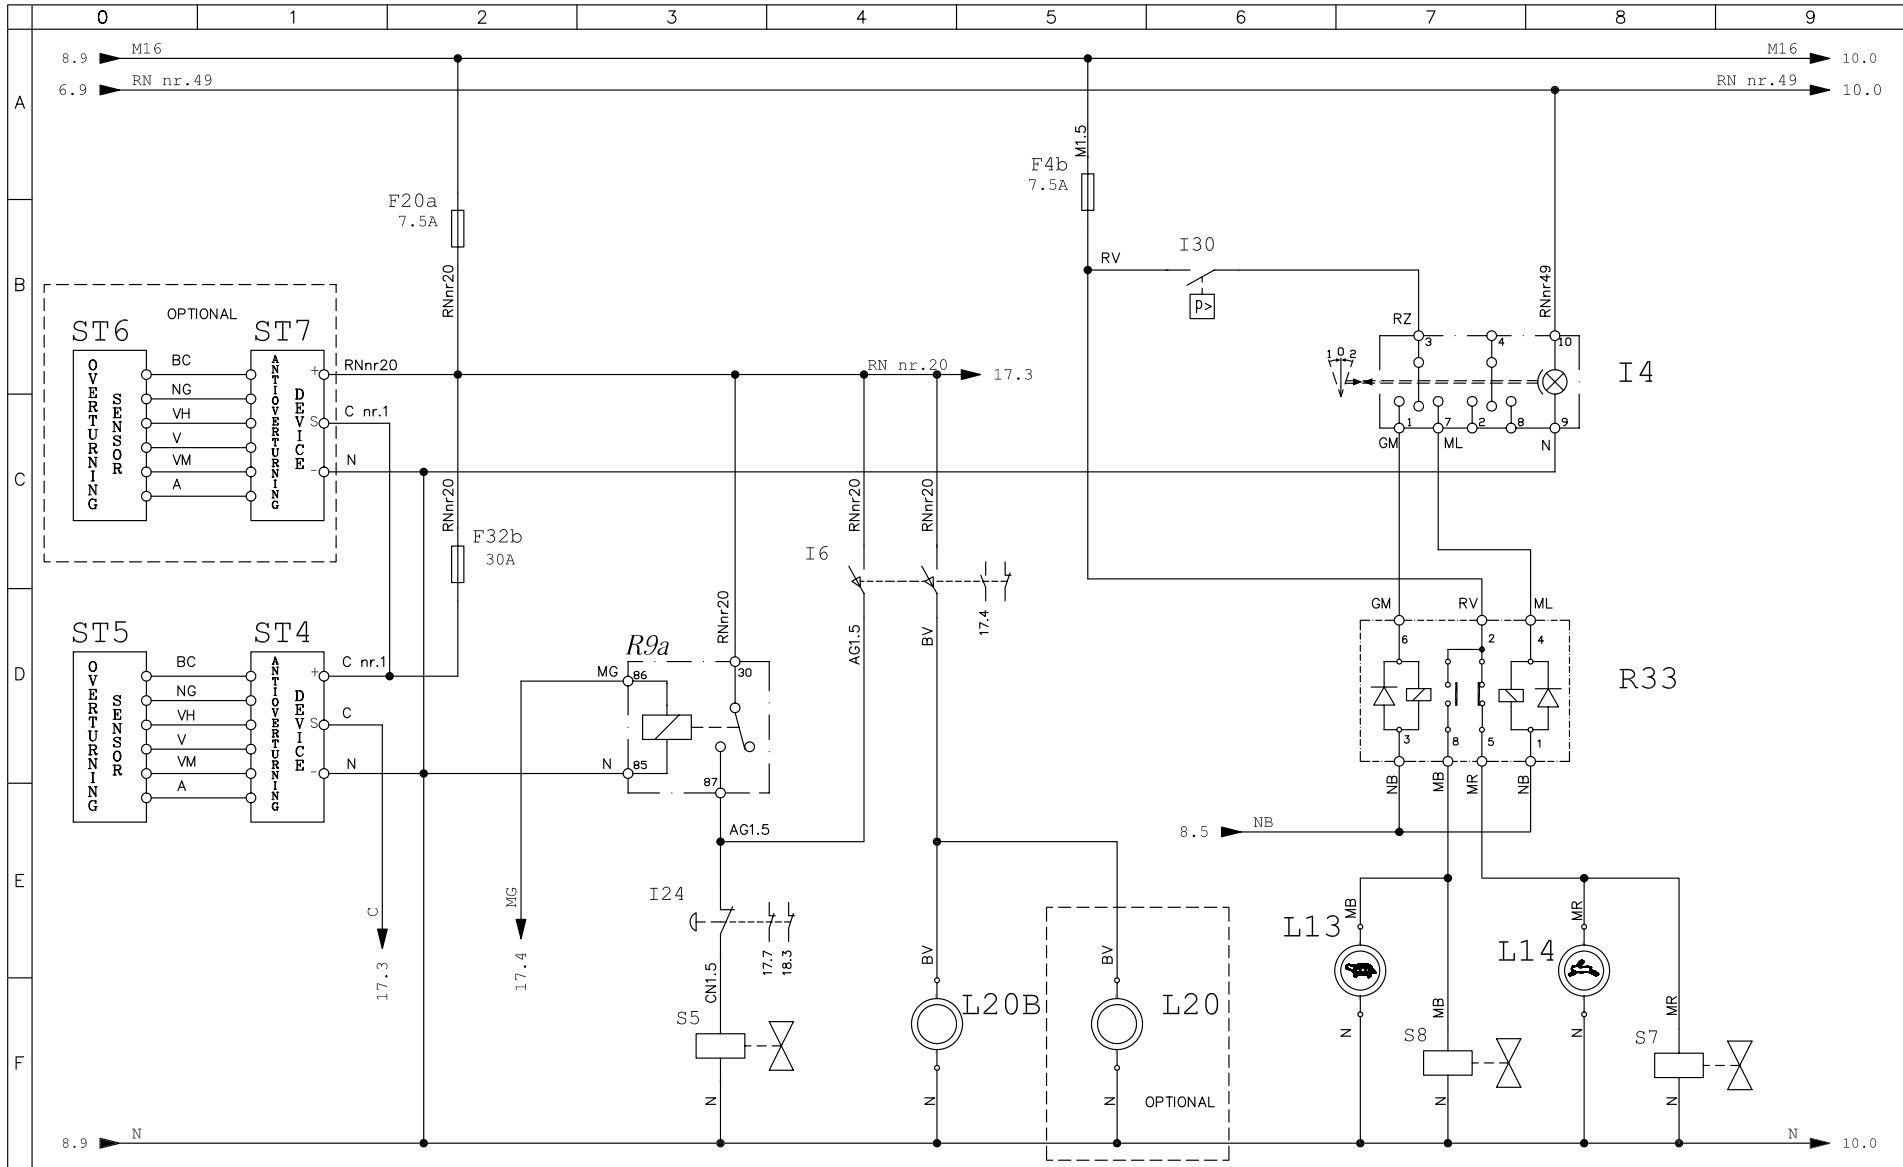 0 1 2 3 4 5 6 7 8 9
8.9 M16 M16 10.0
6.9 RN nr.49 RN nr.49 10.0
A
B
C
D
E
F
M1.5
F4b
7.5A
F20a
7.5A
RNnr20
RV
I30
p>
RNnr49
OPTIONAL
ST6 ST7
OVERTURNING
SENSOR
ANTIOVERTURNING
DEVICE
BC
NG
VH
V
VM
A
+
S
-
RNnr20
C nr.1
N
RN nr.20 17.3
RZ
3 4 10
1 0 2
I4
1 7 2 8 9
GM ML N
RNnr20
F32b
30A
RNnr20
RNnr20
I6
17.4
RNnr20
AG1.5
BV
ST5 ST4
OVERTURNING
SENSOR
ANTIOVERTURNING
DEVICE
BC
NG
VH
V
VM
A
+
S
-
C nr.1
C
N
R9a
MG 86 30
N 85
87
GM RV ML
6 2 4
R33
3 8 5 1
NB MB MR NB
AG1.5
8.5 NB
C
17.3
MG
17.4
I24
17.7
18.3
CN1.5
S5
N
BV
L20B
N
BV
L20
N
OPTIONAL
MB
L13
N
MB
S8
N
MR
L14
N
MR
S7
N
8.9 N N 10.0